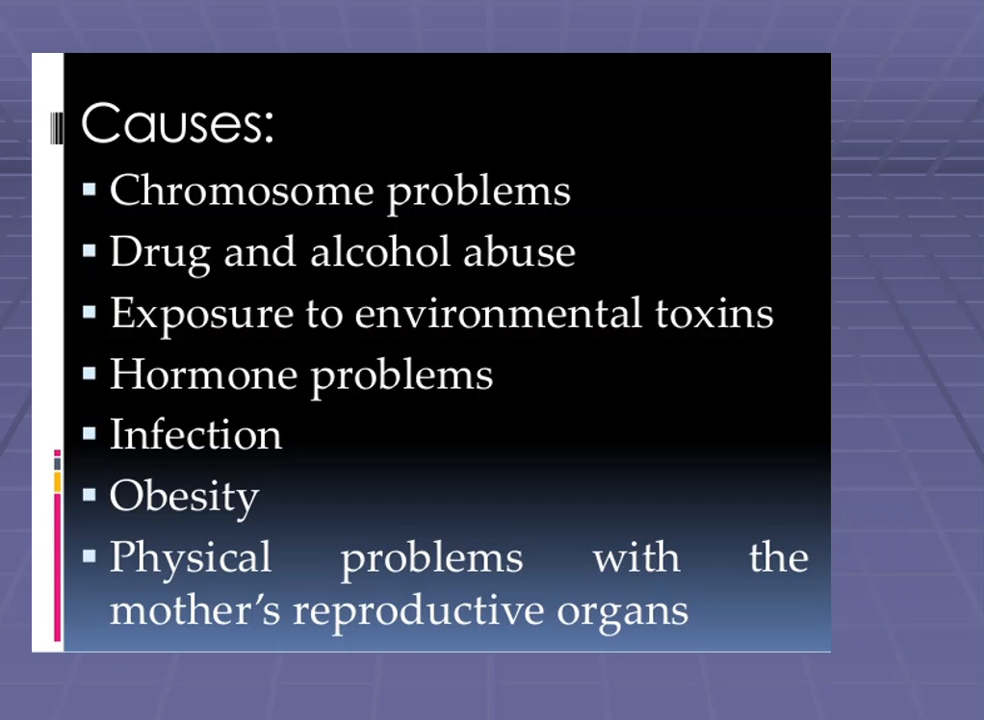 Causes:
▪ Chromosome problems
▪ Drug and alcohol abuse
▪ Exposure to environmental toxins
▪ Hormone problems
▪ Infection
▪ Obesity
▪ Physical problems with the
mother’s reproductive organs